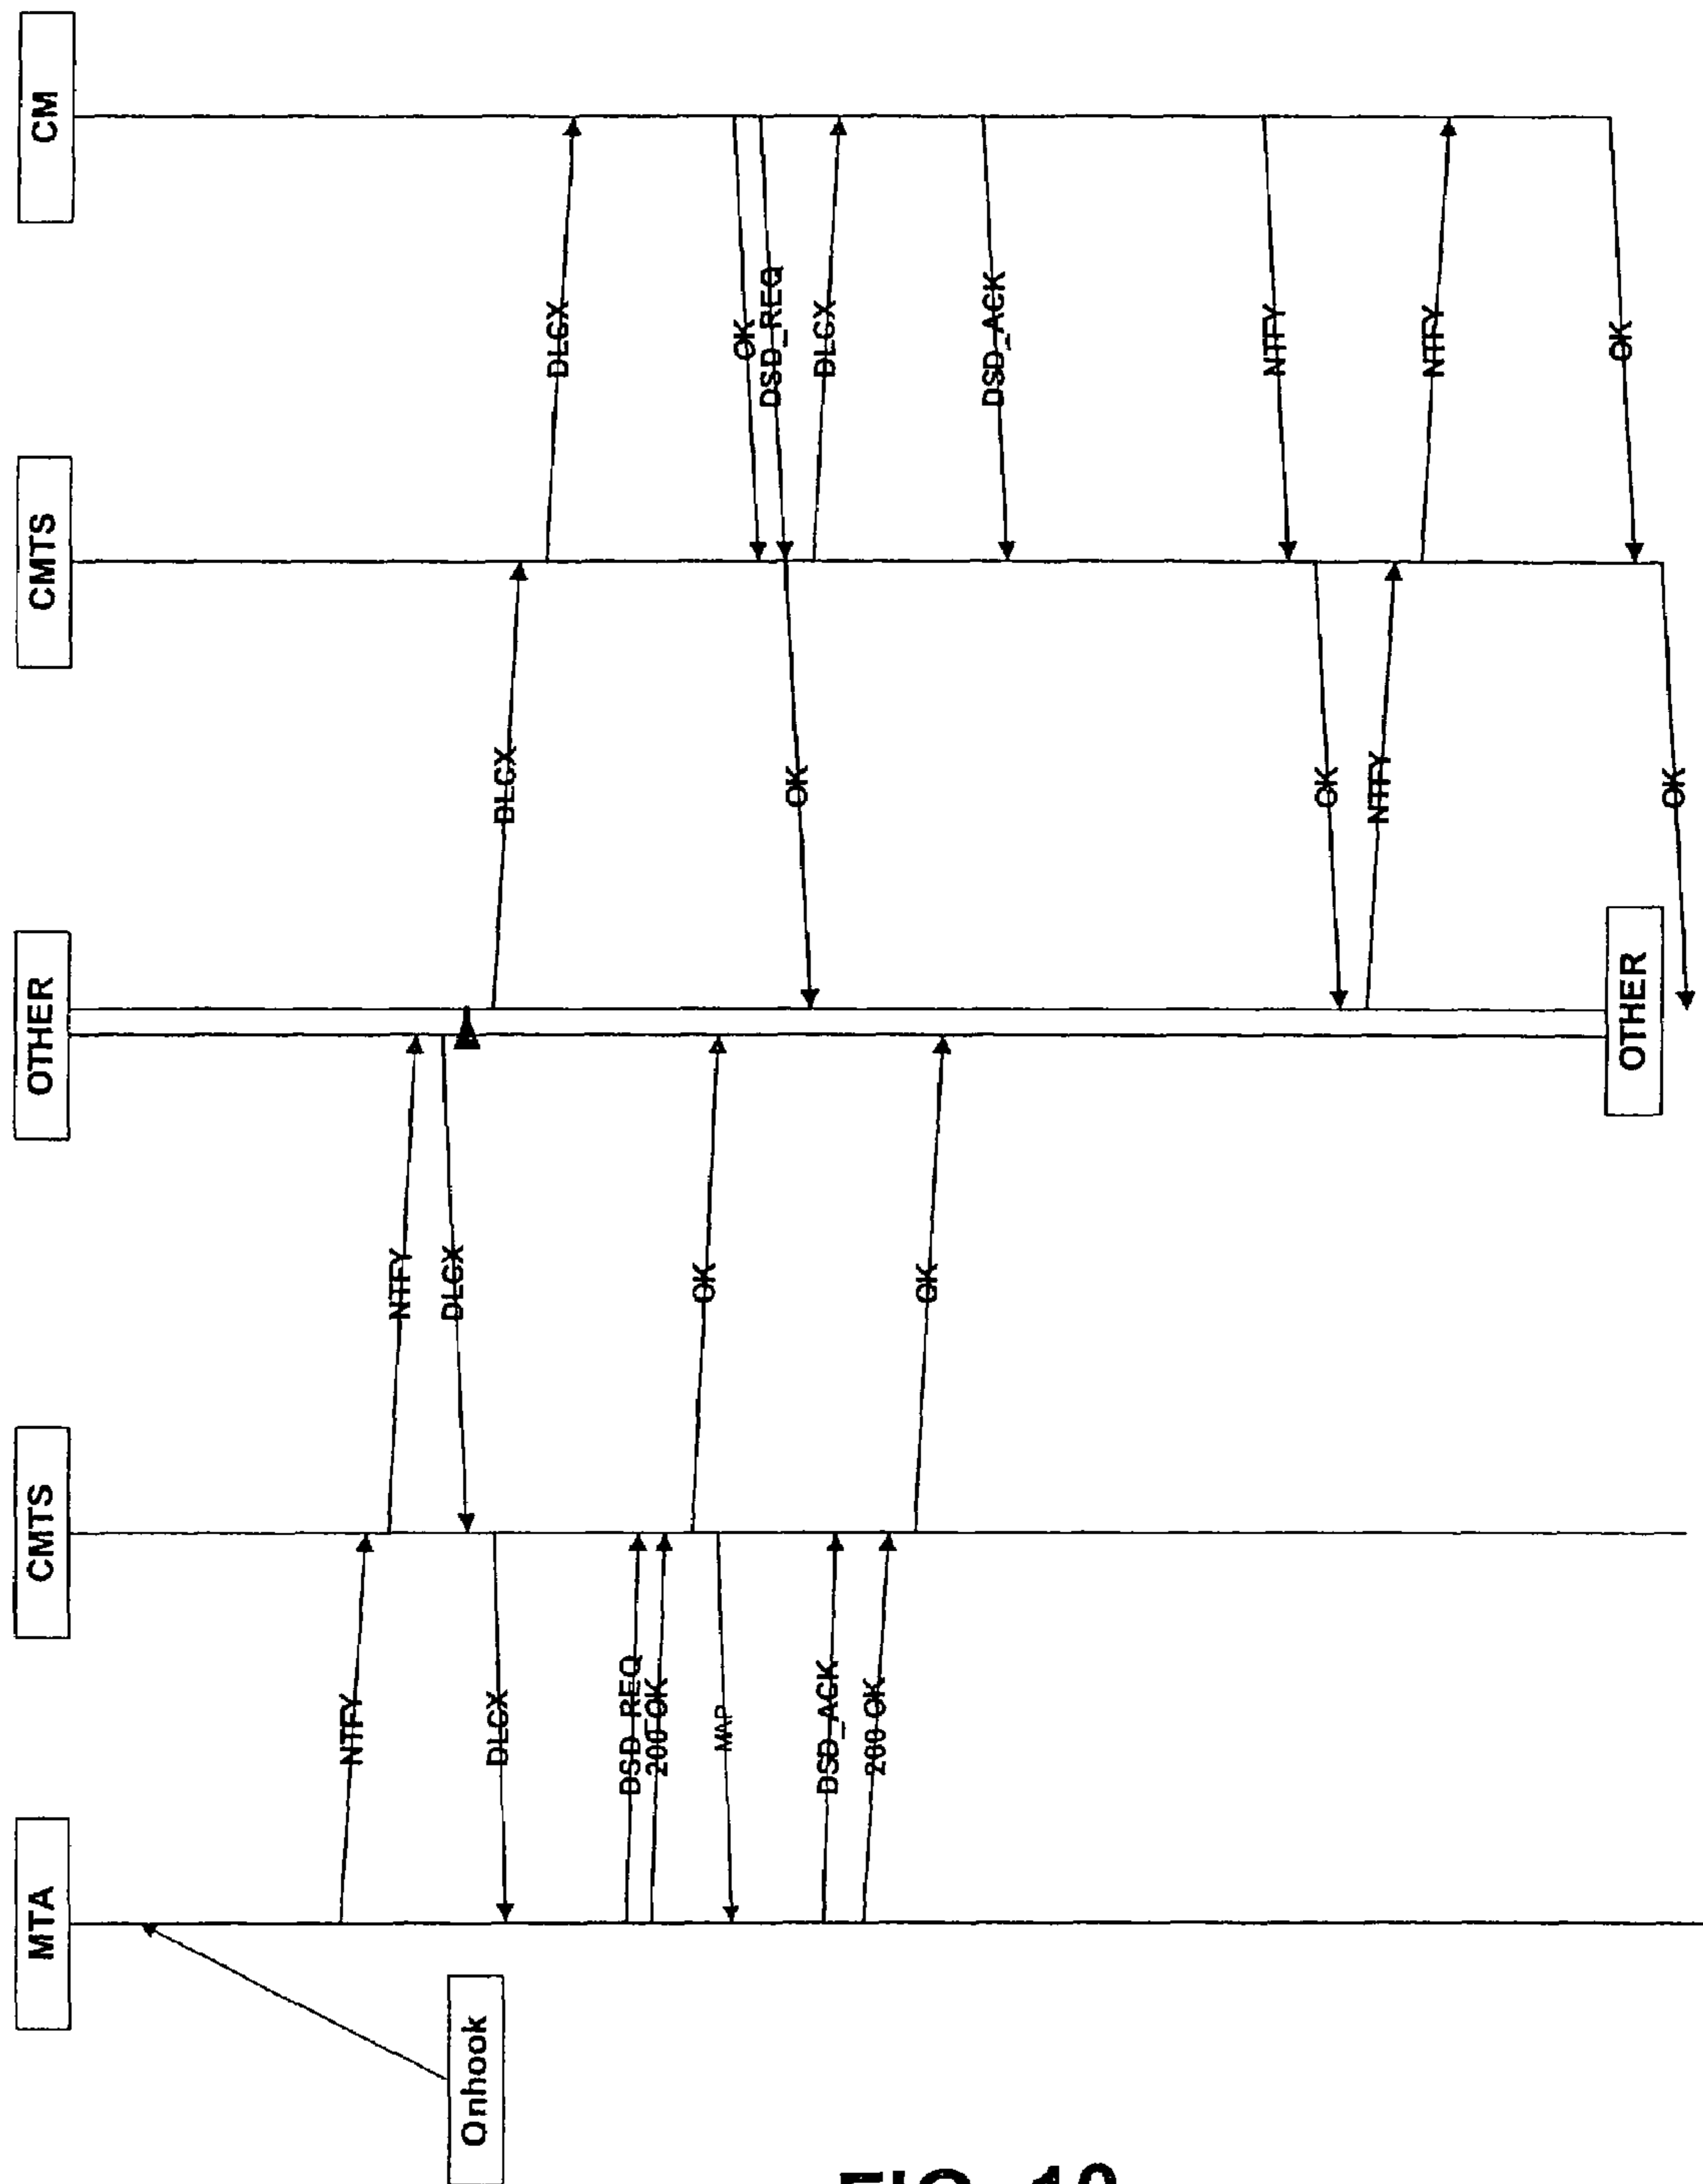 MTA
CMTS
OTHER
CMTS
CM
NTFY
NTFY
DLCX
Onhook
DLCX
DLCX
DLCX
DSD_REQ
200 OK
OK
MAP
OK
DSD_REQ
OK
DLCX
DSD_ACK
200 OK
OK
DSD_ACK
NTFY
OK
NTFY
NTFY
OK
OTHER
OK
FIG.